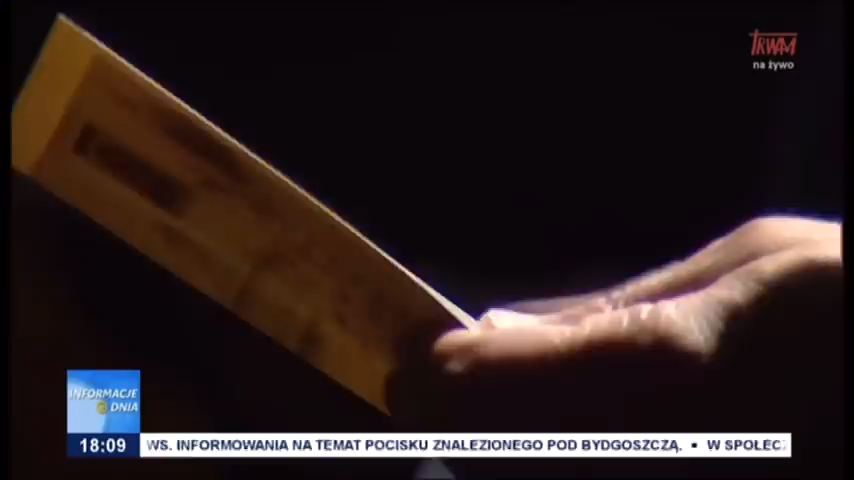 TRWAM
na żywo
INFORMACJE
DNIA
18:09
WS. INFORMOWANIA NA TEMAT POCISKU ZNALEZIONEGO POD BYDGOSZCZĄ. • W SPOŁEC